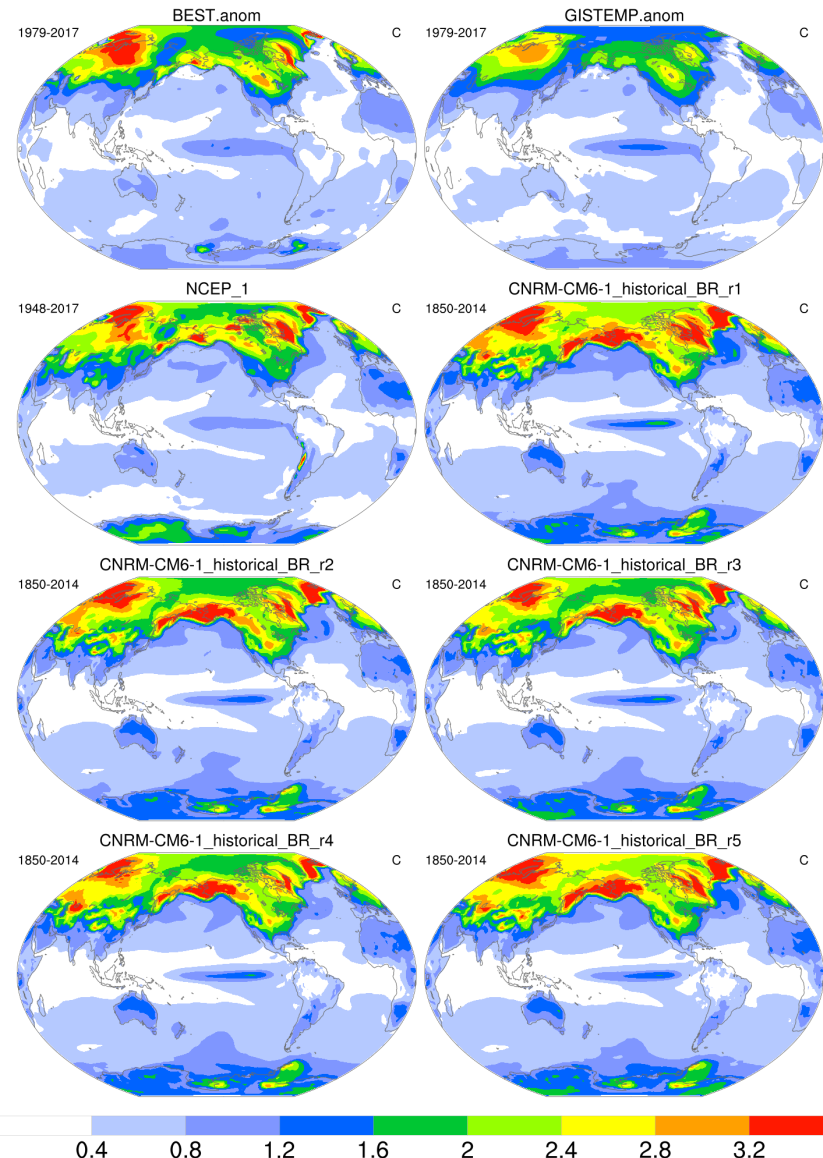 BEST.anom
1979-2017 C
GISTEMP.anom
1979-2017 C
NCEP_1
1948-2017 C
CNRM-CM6-1_historical_BR_r1
1850-2014 C
CNRM-CM6-1_historical_BR_r2
1850-2014 C
CNRM-CM6-1_historical_BR_r3
1850-2014 C
CNRM-CM6-1_historical_BR_r4
1850-2014 C
CNRM-CM6-1_historical_BR_r5
1850-2014 C
0.4 0.8 1.2 1.6 2 2.4 2.8 3.2